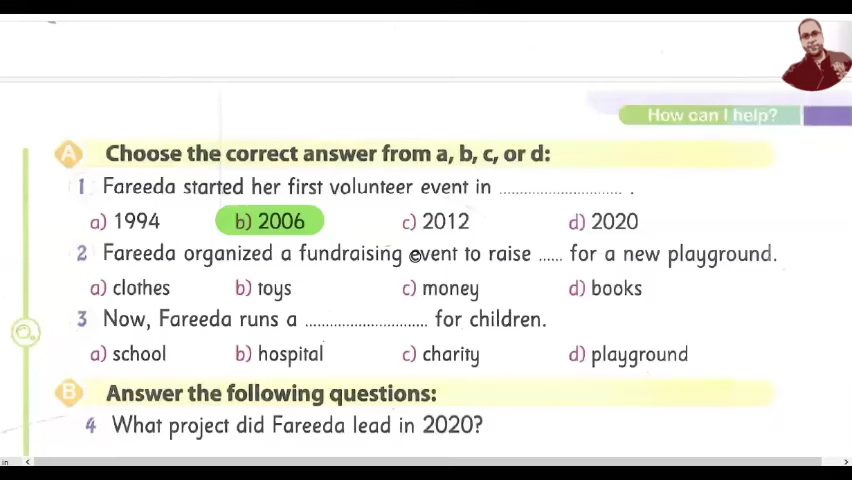 How can I help?
A Choose the correct answer from a, b, c, or d:
1 Fareeda started her first volunteer event in ............................ .
a) 1994 b) 2006 c) 2012 d) 2020
2 Fareeda organized a fundraising event to raise ...... for a new playground.
a) clothes b) toys c) money d) books
3 Now, Fareeda runs a ............................ for children.
a) school b) hospital c) charity d) playground
B Answer the following questions:
4 What project did Fareeda lead in 2020?
in